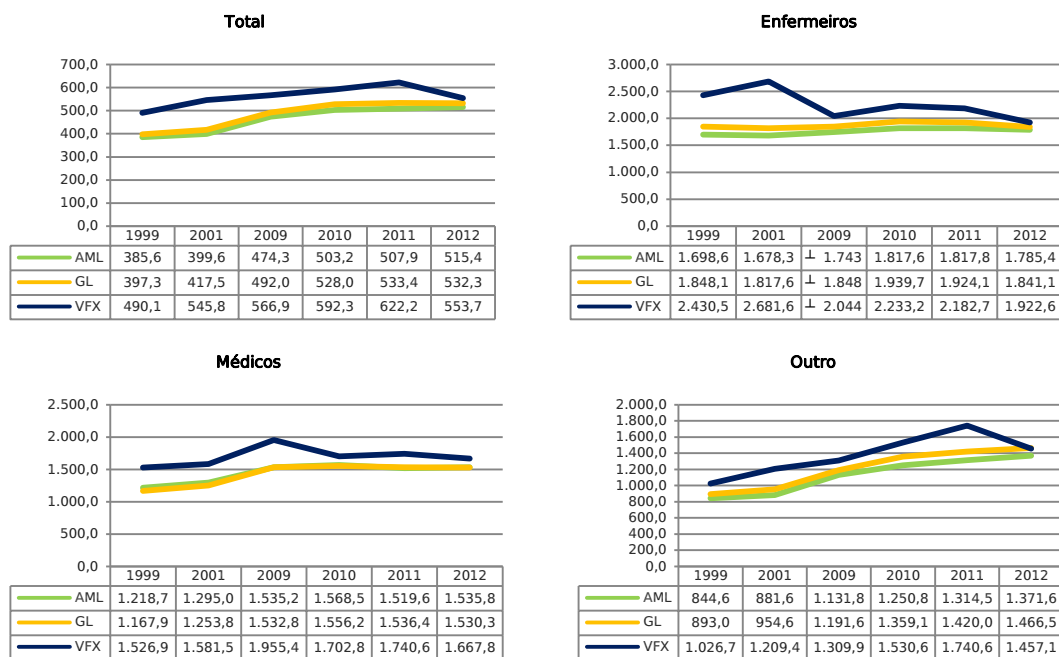 Total
700,0
600,0
500,0
400,0
300,0
200,0
100,0
0,0
1999 2001 2009 2010 2011 2012
AML 385,6 399,6 474,3 503,2 507,9 515,4
GL 397,3 417,5 492,0 528,0 533,4 532,3
VFX 490,1 545,8 566,9 592,3 622,2 553,7
Enfermeiros
3.000,0
2.500,0
2.000,0
1.500,0
1.000,0
500,0
0,0
1999 2001 2009 2010 2011 2012
AML 1.698,6 1.678,3 ┴ 1.743 1.817,6 1.817,8 1.785,4
GL 1.848,1 1.817,6 ┴ 1.848 1.939,7 1.924,1 1.841,1
VFX 2.430,5 2.681,6 ┴ 2.044 2.233,2 2.182,7 1.922,6
Médicos
2.500,0
2.000,0
1.500,0
1.000,0
500,0
0,0
1999 2001 2009 2010 2011 2012
AML 1.218,7 1.295,0 1.535,2 1.568,5 1.519,6 1.535,8
GL 1.167,9 1.253,8 1.532,8 1.556,2 1.536,4 1.530,3
VFX 1.526,9 1.581,5 1.955,4 1.702,8 1.740,6 1.667,8
Outro
2.000,0
1.800,0
1.600,0
1.400,0
1.200,0
1.000,0
800,0
600,0
400,0
200,0
0,0
1999 2001 2009 2010 2011 2012
AML 844,6 881,6 1.131,8 1.250,8 1.314,5 1.371,6
GL 893,0 954,6 1.191,6 1.359,1 1.420,0 1.466,5
VFX 1.026,7 1.209,4 1.309,9 1.530,6 1.740,6 1.457,1